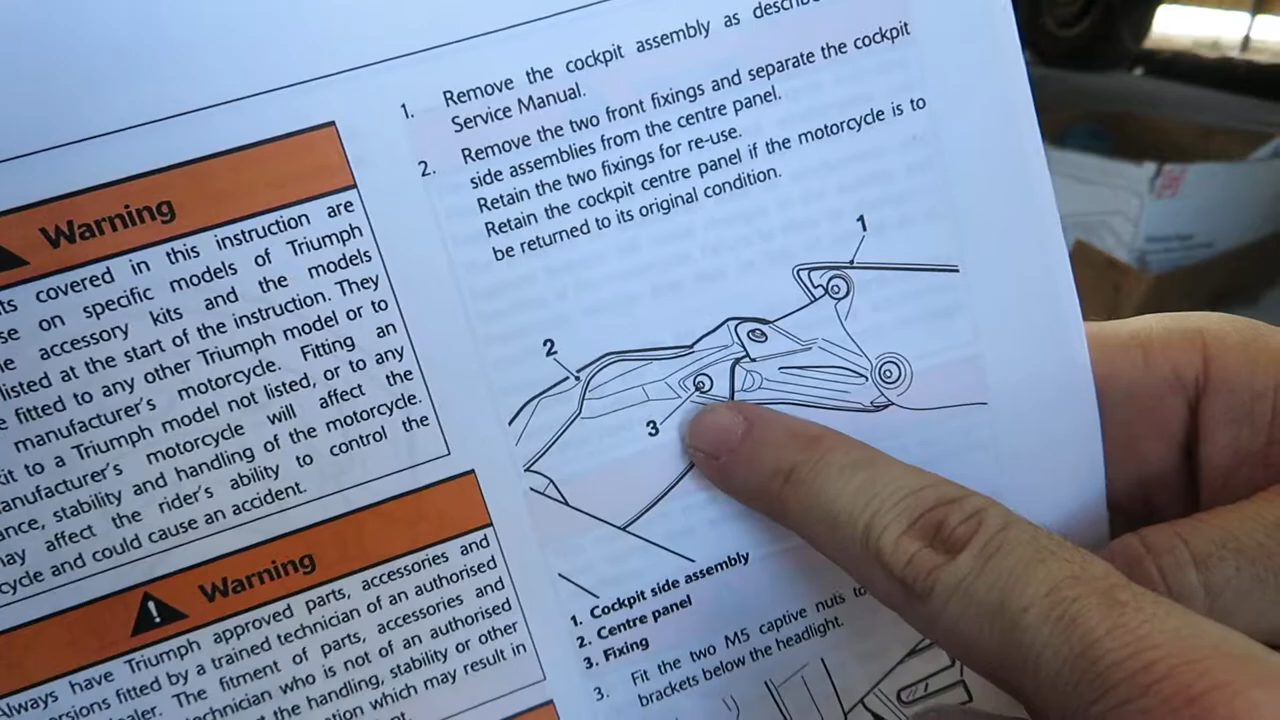 Warning
ts covered in this instruction are
se on specific models of Triumph
accessory kits and the models
listed at the start of the instruction. They
fitted to any other Triumph model or to
manufacturer's motorcycle. Fitting an
kit to a Triumph model not listed, or to any
anufacturer's motorcycle will affect the
ance, stability and handling of the motorcycle.
may affect the rider's ability to control the
cycle and could cause an accident.
Warning
Always have Triumph approved parts, accessories and
ersions fitted by a trained technician of an authorised
ealer. The fitment of parts, accessories and
echnician who is not of an authorised
the handling, stability or other
tion which may result in
1. Remove the cockpit assembly as describe
Service Manual.
2. Remove the two front fixings and separate the cockpit
side assemblies from the centre panel.
Retain the two fixings for re-use.
Retain the cockpit centre panel if the motorcycle is to
be returned to its original condition.
1
2
3
1. Cockpit side assembly
2. Centre panel
3. Fixing
3. Fit the two M5 captive nuts to
brackets below the headlight.